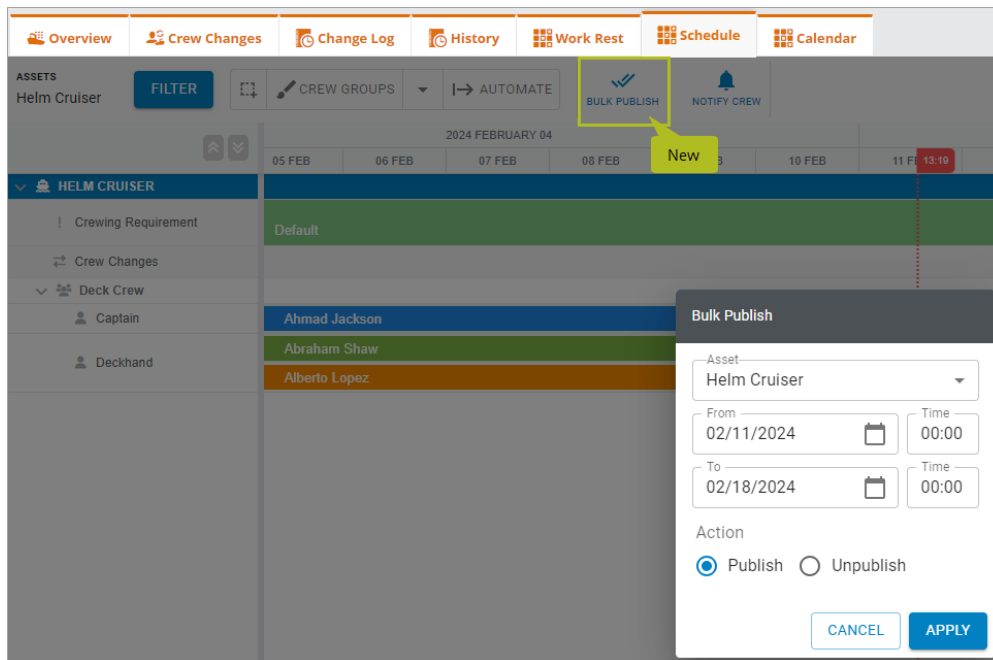 Overview Crew Changes Change Log History Work Rest Schedule Calendar
ASSETS
Helm Cruiser
FILTER CREW GROUPS AUTOMATE BULK PUBLISH NOTIFY CREW
New
2024 FEBRUARY 04
05 FEB 06 FEB 07 FEB 08 FEB 10 FEB 11 13:19
HELM CRUISER
Crewing Requirement Default
Crew Changes
Deck Crew
Captain Ahmad Jackson
Deckhand Abraham Shaw
Alberto Lopez
Bulk Publish
Asset
Helm Cruiser
From Time
02/11/2024 00:00
To Time
02/18/2024 00:00
Action
Publish Unpublish
CANCEL APPLY